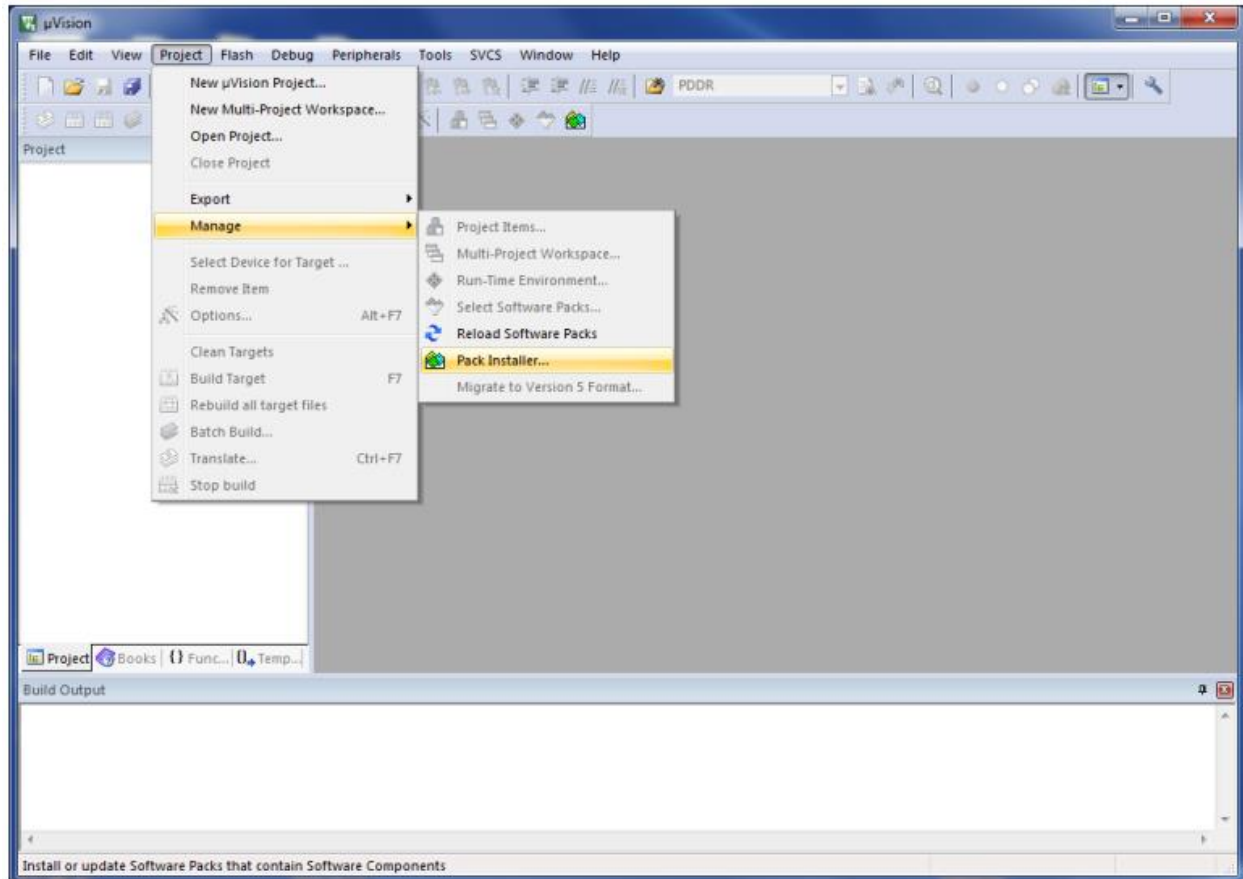 µVision
File Edit View Project Flash Debug Peripherals Tools SVCS Window Help
PDDR
Project
New µVision Project...
New Multi-Project Workspace...
Open Project...
Close Project
Export
Manage
Select Device for Target ...
Remove Item
Options... Alt+F7
Clean Targets
Build Target F7
Rebuild all target files
Batch Build...
Translate... Ctrl+F7
Stop build
Project Items...
Multi-Project Workspace...
Run-Time Environment...
Select Software Packs...
Reload Software Packs
Pack Installer...
Migrate to Version 5 Format...
Project Books {} Func... 0 Temp...
Build Output
Install or update Software Packs that contain Software Components